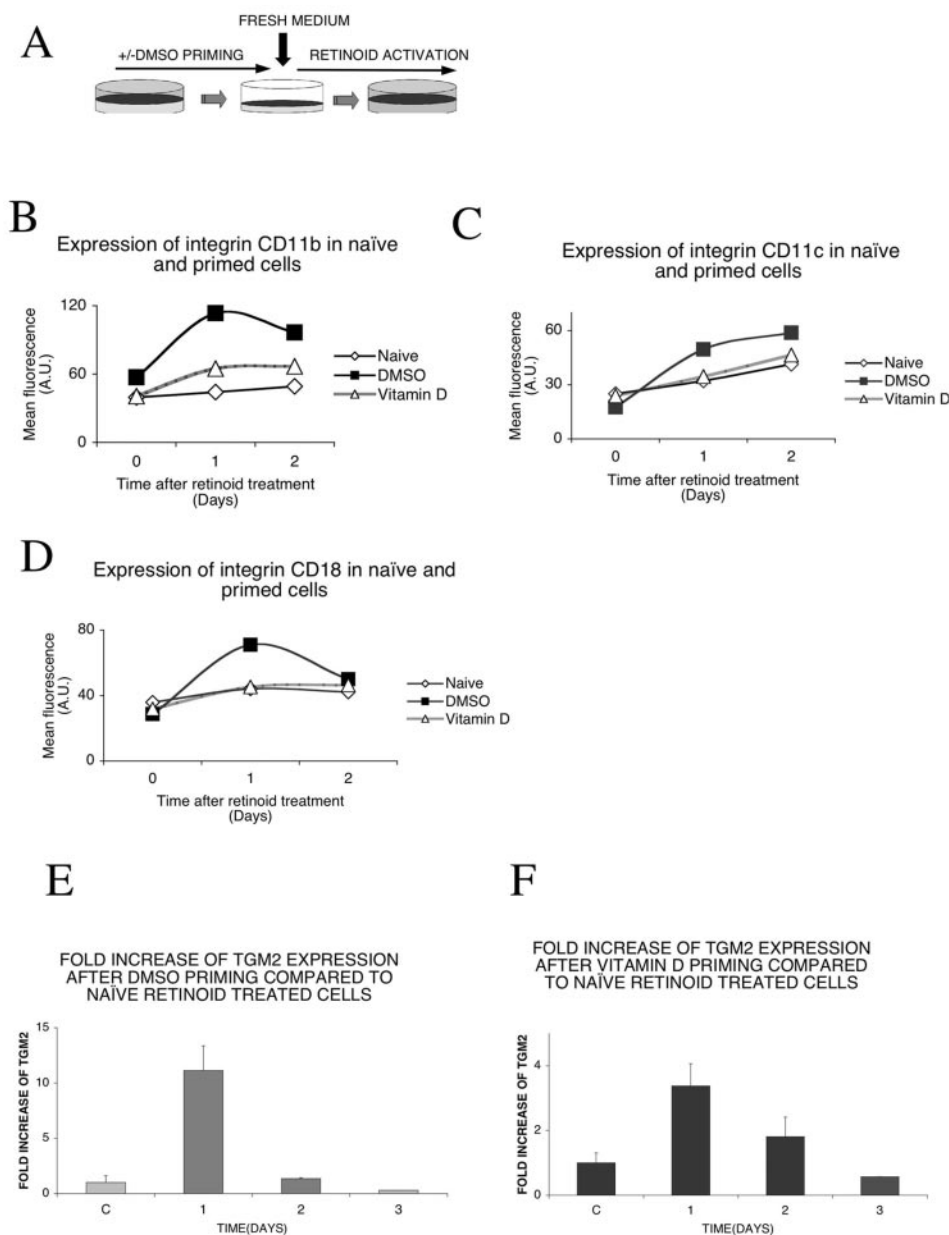 A
FRESH MEDIUM
+/-DMSO PRIMING
RETINOID ACTIVATION
B
Expression of integrin CD11b in naïve
and primed cells
120
60
0
Mean fluorescence
(A.U.)
0 1 2
Time after retinoid treatment
(Days)
Naive
DMSO
Vitamin D
C
Expression of integrin CD11c in naïve
and primed cells
60
30
0
Mean fluorescence
(A.U.)
0 1 2
Time after retinoid treatment
(Days)
Naive
DMSO
Vitamin D
D
Expression of integrin CD18 in naïve and
primed cells
80
40
0
Mean fluorescence
(A.U.)
0 1 2
Time after retinoid treatment
(Days)
Naive
DMSO
Vitamin D
E
FOLD INCREASE OF TGM2 EXPRESSION
AFTER DMSO PRIMING COMPARED TO
NAÏVE RETINOID TREATED CELLS
15
10
5
0
FOLD INCREASE OF TGM2
C 1 2 3
TIME(DAYS)
F
FOLD INCREASE OF TGM2 EXPRESSION
AFTER VITAMIN D PRIMING COMPARED
TO NAÏVE RETINOID TREATED CELLS
4
2
0
FOLD INCREASE OF TGM2
C 1 2 3
TIME(DAYS)